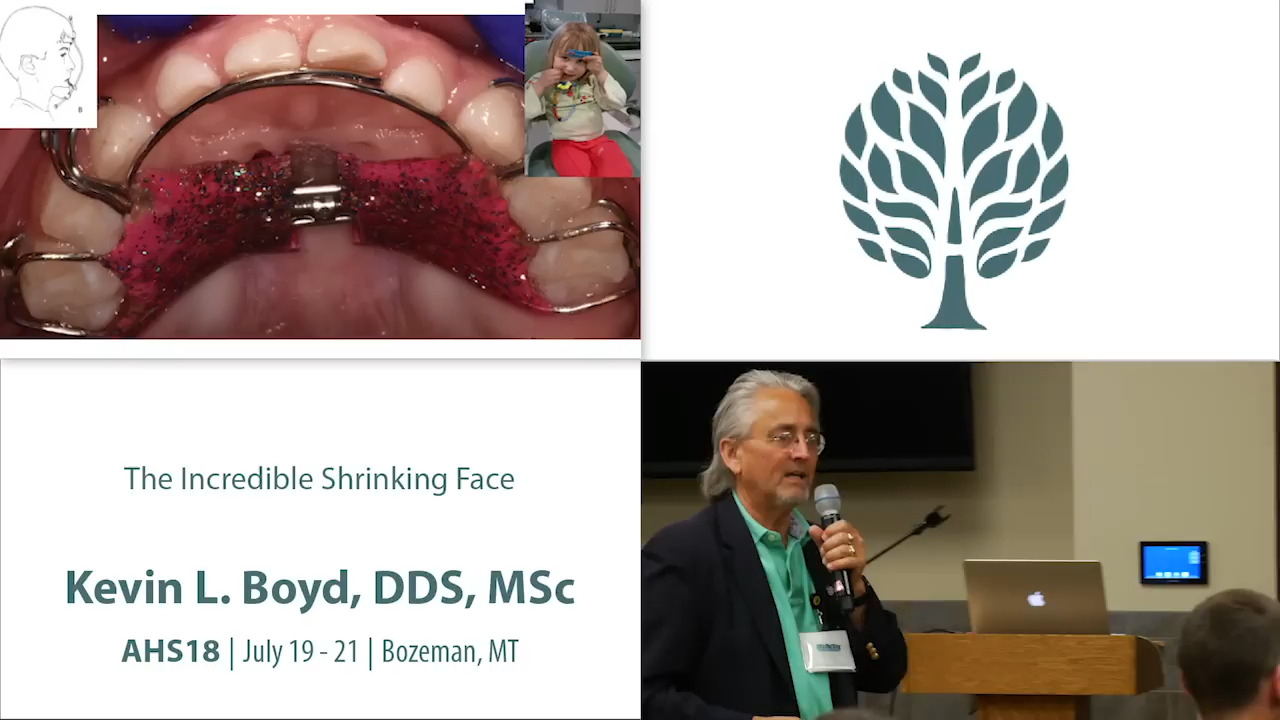 B
The Incredible Shrinking Face
Kevin L. Boyd, DDS, MSc
AHS18 | July 19 - 21 | Bozeman, MT